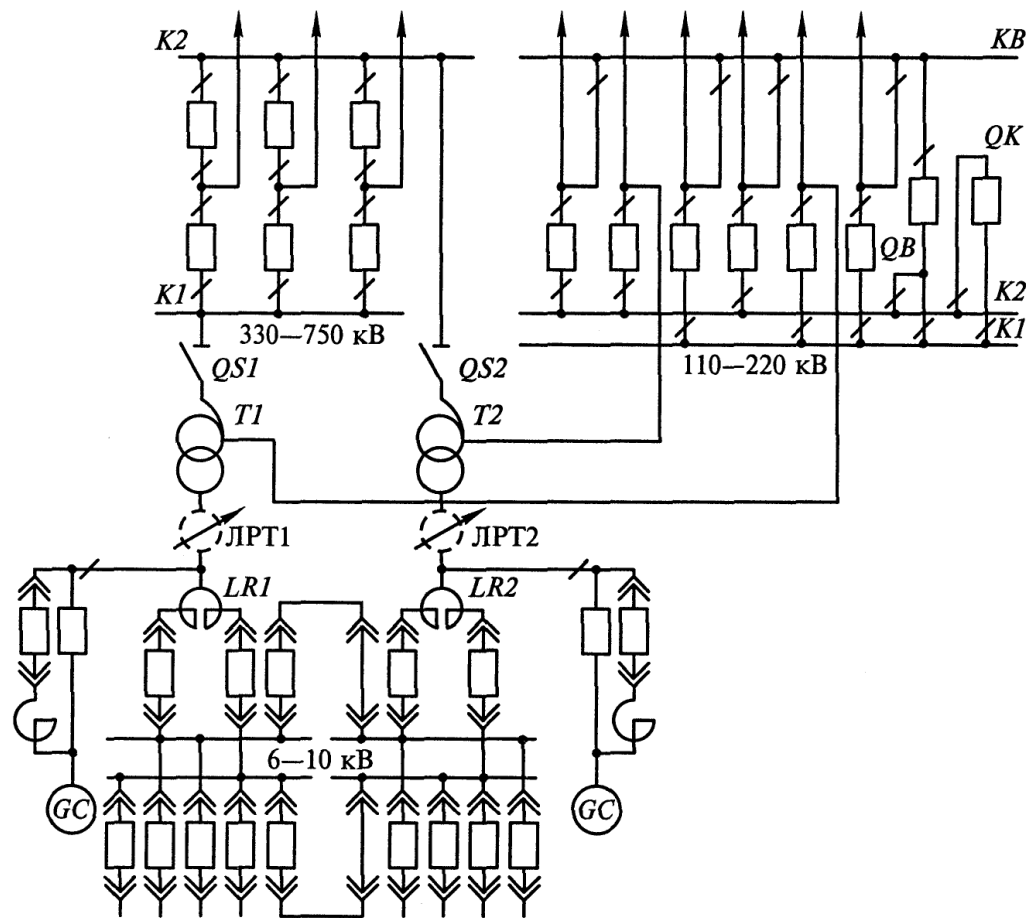 K2
KB
QK
QB
K1
K2
330—750 кВ
K1
110—220 кВ
QS1
QS2
T1
T2
ЛРТ1
ЛРТ2
LR1
LR2
6—10 кВ
GC
GC